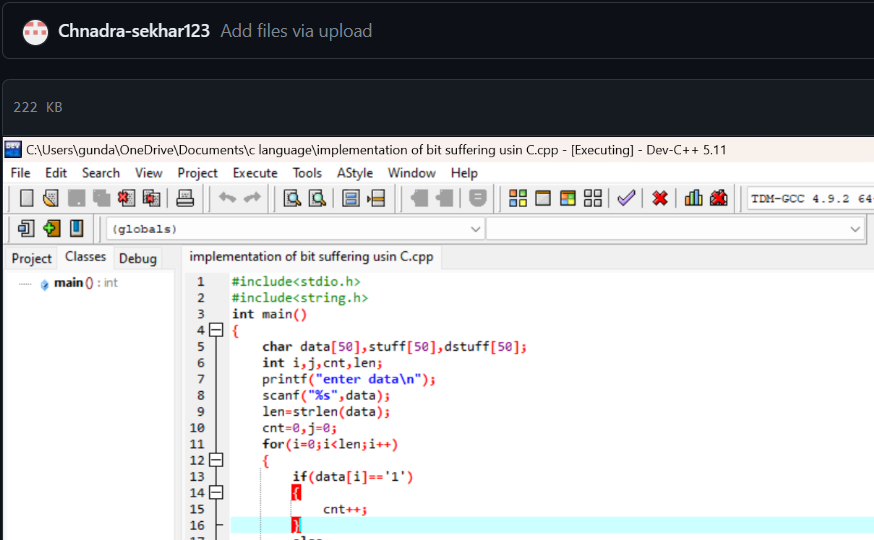 Chnadra-sekhar123 Add files via upload
222 KB
C:\Users\gunda\OneDrive\Documents\c language\implementation of bit suffering usin C.cpp - [Executing] - Dev-C++ 5.11
File Edit Search View Project Execute Tools AStyle Window Help
TDM-GCC 4.9.2 64
(globals)
Project Classes Debug
implementation of bit suffering usin C.cpp
main () : int
1 #include<stdio.h>
2 #include<string.h>
3 int main()
4 {
5 char data[50],stuff[50],dstuff[50];
6 int i,j,cnt,len;
7 printf("enter data\n");
8 scanf("%s",data);
9 len=strlen(data);
10 cnt=0,j=0;
11 for(i=0;i<len;i++)
12 {
13 if(data[i]=='1')
14 {
15 cnt++;
16 }
17 else